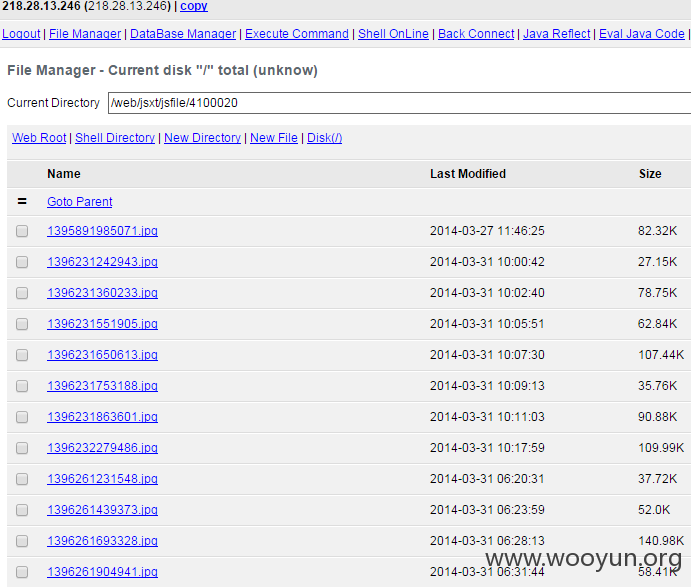 218.28.13.246 (218.28.13.246) | copy
Logout | File Manager | DataBase Manager | Execute Command | Shell OnLine | Back Connect | Java Reflect | Eval Java Code |
File Manager - Current disk "/" total (unknow)
Current Directory /web/jsxt/jsfile/4100020
Web Root | Shell Directory | New Directory | New File | Disk(/)
Name Last Modified Size
= Goto Parent
1395891985071.jpg 2014-03-27 11:46:25 82.32K
1396231242943.jpg 2014-03-31 10:00:42 27.15K
1396231360233.jpg 2014-03-31 10:02:40 78.75K
1396231551905.jpg 2014-03-31 10:05:51 62.84K
1396231650613.jpg 2014-03-31 10:07:30 107.44K
1396231753188.jpg 2014-03-31 10:09:13 35.76K
1396231863601.jpg 2014-03-31 10:11:03 90.88K
1396232279486.jpg 2014-03-31 10:17:59 109.99K
1396261231548.jpg 2014-03-31 06:20:31 37.72K
1396261439373.jpg 2014-03-31 06:23:59 52.0K
1396261693328.jpg 2014-03-31 06:28:13 140.98K
www.wooyun.org
1396261904941.jpg 2014-03-31 06:31:44 58.41K